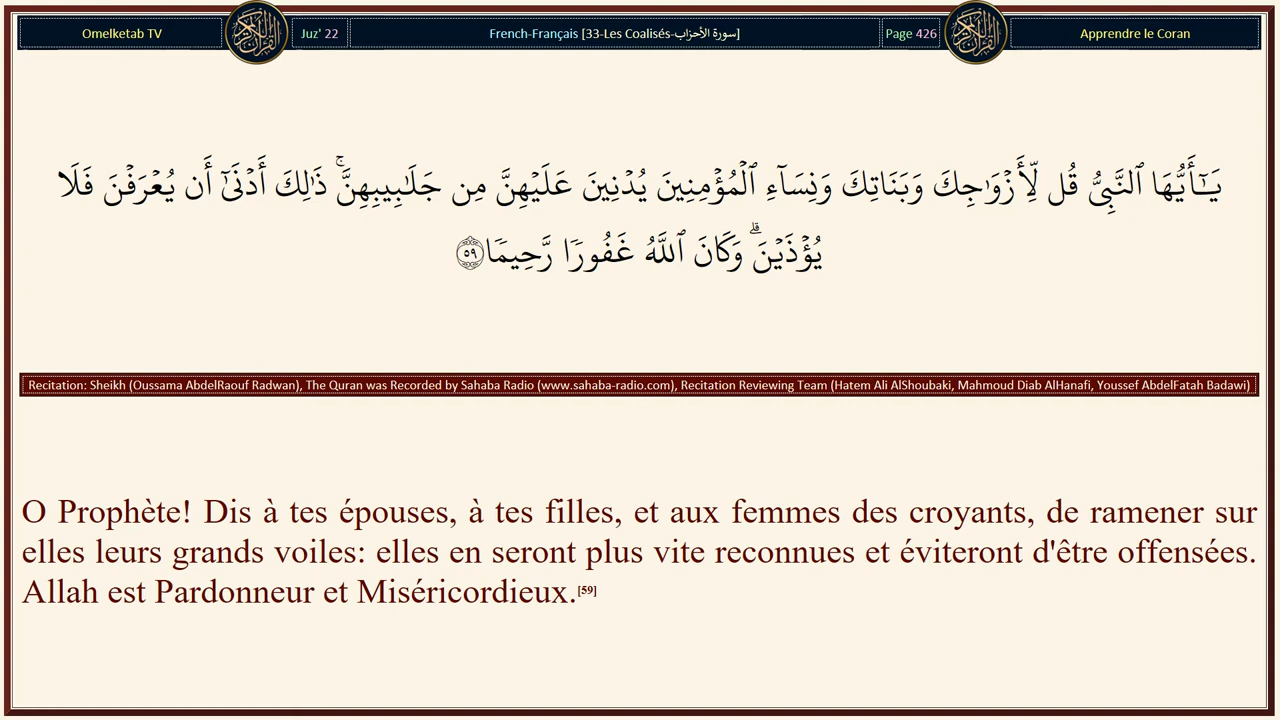 Omelketab TV
Juz' 22
French-Français [33-Les Coalisés-سورة الأحزاب]
Page 426
Apprendre le Coran
يَـٰٓأَيُّهَا ٱلنَّبِىُّ قُل لِّأَزْوَٰجِكَ وَبَنَاتِكَ وَنِسَآءِ ٱلْمُؤْمِنِينَ يُدْنِينَ عَلَيْهِنَّ مِن جَلَـٰبِيبِهِنَّ ۚ ذَٰلِكَ أَدْنَىٰٓ أَن يُعْرَفْنَ فَلَا
يُؤْذَيْنَ ۗ وَكَانَ ٱللَّهُ غَفُورًا رَّحِيمًا ٥٩
Recitation: Sheikh (Oussama AbdelRaouf Radwan), The Quran was Recorded by Sahaba Radio (www.sahaba-radio.com), Recitation Reviewing Team (Hatem Ali AlShoubaki, Mahmoud Diab AlHanafi, Youssef AbdelFatah Badawi)
O Prophète! Dis à tes épouses, à tes filles, et aux femmes des croyants, de ramener sur
elles leurs grands voiles: elles en seront plus vite reconnues et éviteront d'être offensées.
Allah est Pardonneur et Miséricordieux.[59]